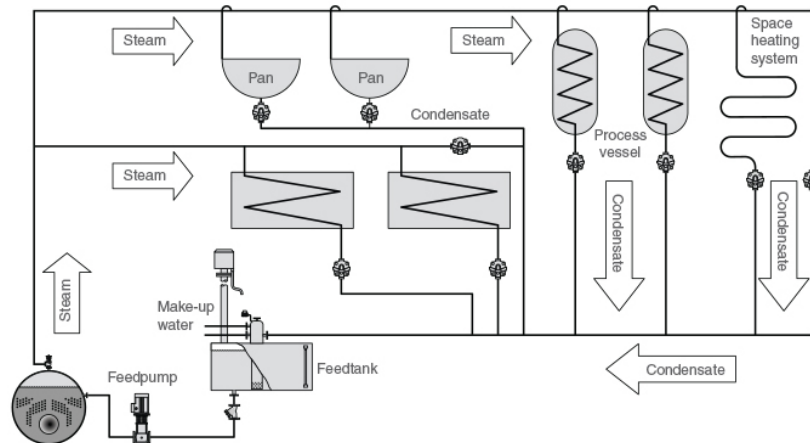 Steam
Pan
Pan
Steam
Space
heating
system
Condensate
Process
vessel
Steam
Condensate
Condensate
Steam
Make-up
water
Feedtank
Condensate
Feedpump